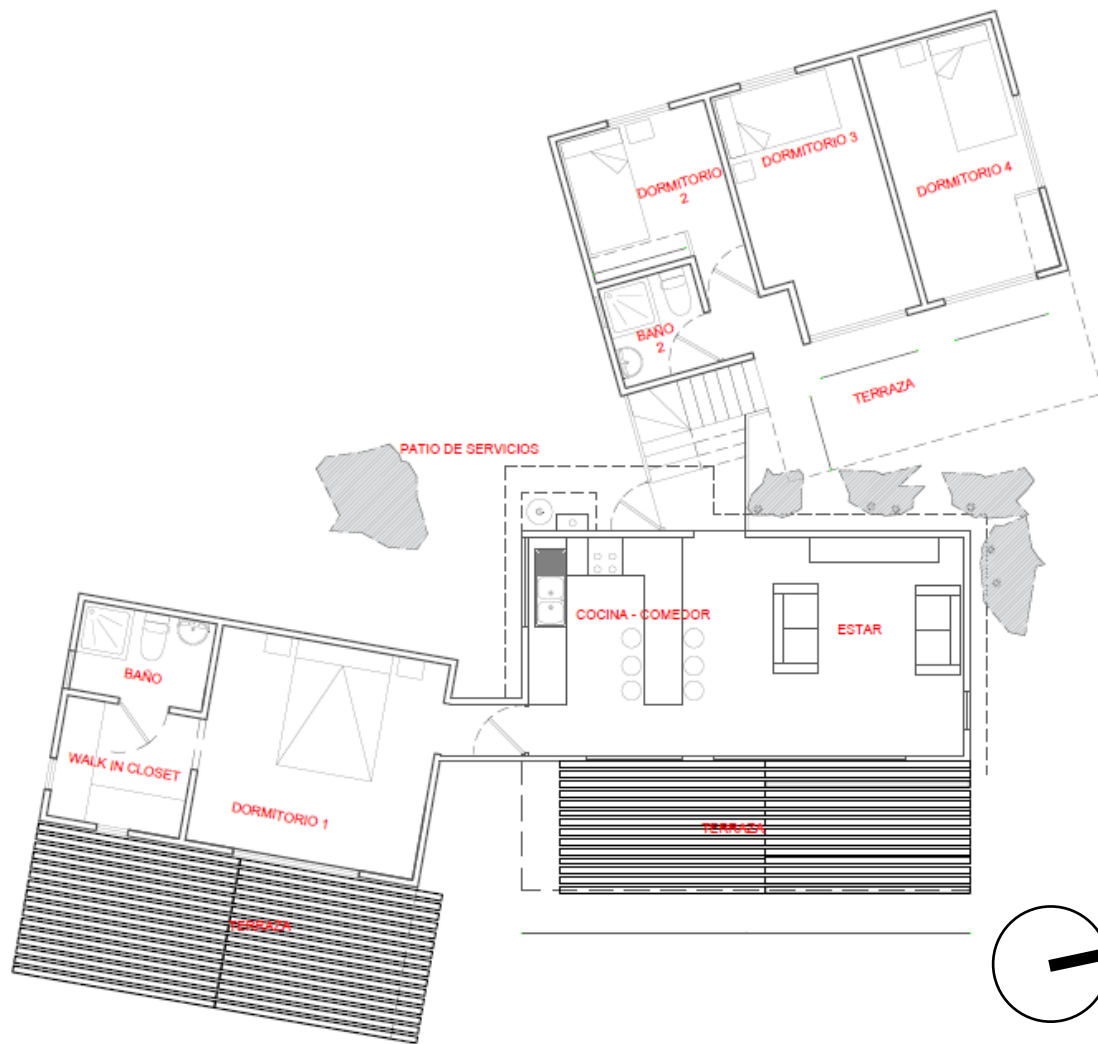 DORMITORIO 3
DORMITORIO 4
DORMITORIO
2
BAÑO
2
TERRAZA
PATIO DE SERVICIOS
COCINA - COMEDOR
ESTAR
BAÑO
WALK IN CLOSET
DORMITORIO 1
TERRAZA
TERRAZA